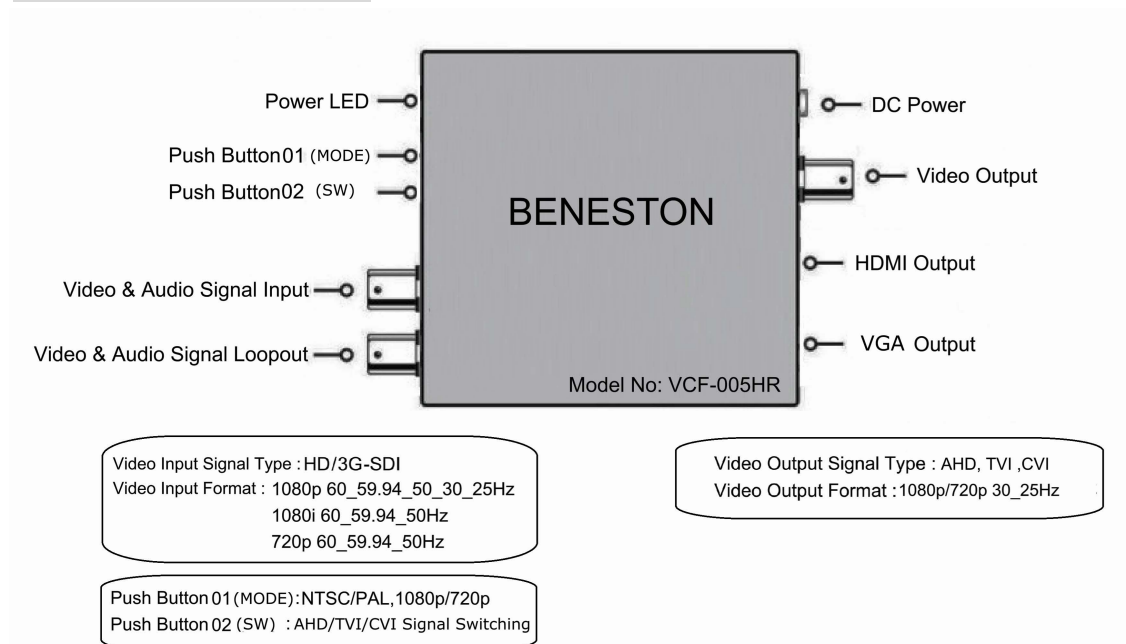 Power LED
Push Button01 (MODE)
Push Button02 (SW)
Video & Audio Signal Input
Video & Audio Signal Loopout
BENESTON
Model No: VCF-005HR
DC Power
Video Output
HDMI Output
VGA Output
Video Input Signal Type : HD/3G-SDI
Video Input Format : 1080p 60_59.94_50_30_25Hz
1080i 60_59.94_50Hz
720p 60_59.94_50Hz
Push Button 01 (MODE) : NTSC/PAL,1080p/720p
Push Button 02 (SW) : AHD/TVI/CVI Signal Switching
Video Output Signal Type : AHD, TVI ,CVI
Video Output Format : 1080p/720p 30_25Hz